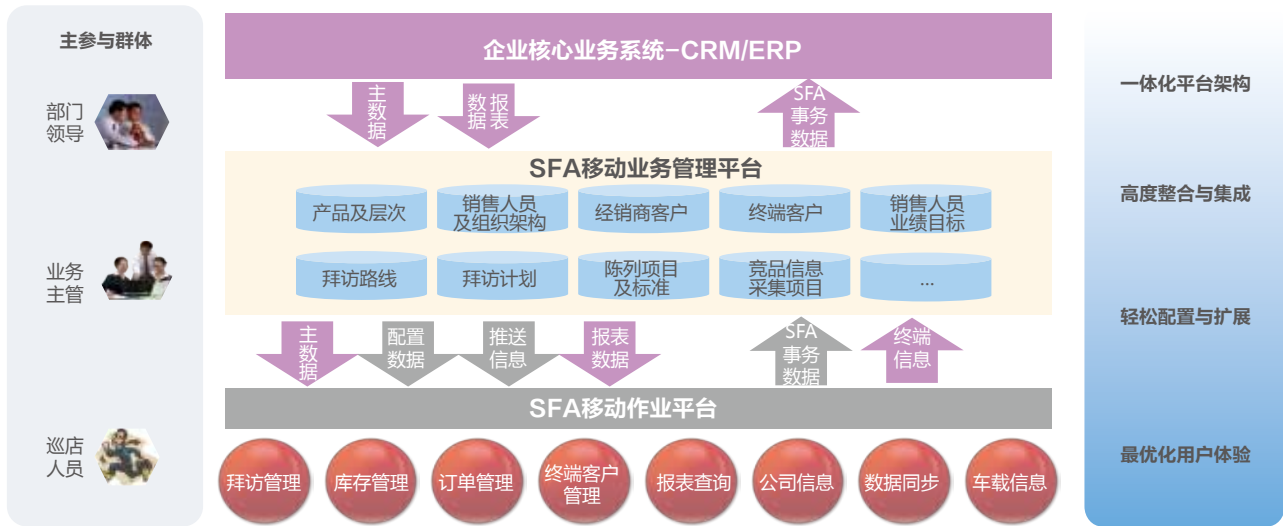 主参与群体
部门
领导
业务
主管
巡店
人员
企业核心业务系统-CRM/ERP
主
数
据
数 报
据 表
SFA
事务
数据
SFA移动业务管理平台
产品及层次
销售人员
及组织架构
经销商客户
终端客户
销售人员
业绩目标
拜访路线
拜访计划
陈列项目
及标准
竞品信息
采集项目
...
主
数
据
配置
数据
推送
信息
报表
数据
SFA
事务
数据
终端
信息
SFA移动作业平台
拜访管理
库存管理
订单管理
终端客户
管理
报表查询
公司信息
数据同步
车载信息
一体化平台架构
高度整合与集成
轻松配置与扩展
最优化用户体验